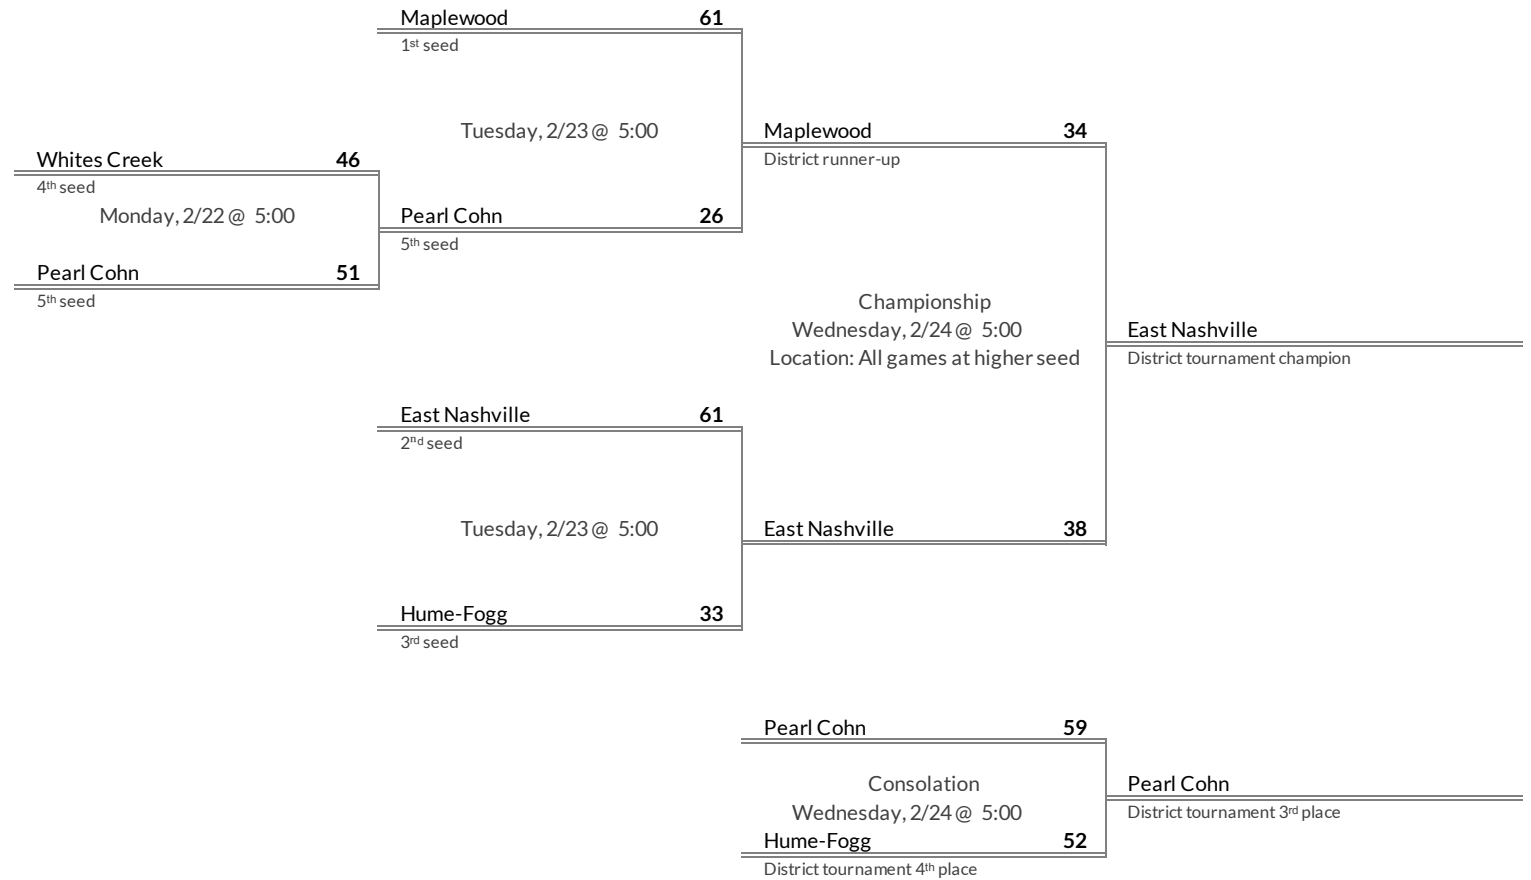 Maplewood 61
1st seed
Tuesday, 2/23 @ 5:00
Maplewood 34
District runner-up
Whites Creek 46
4th seed
Monday, 2/22 @ 5:00
Pearl Cohn 26
5th seed
Pearl Cohn 51
5th seed
Championship
Wednesday, 2/24 @ 5:00
Location: All games at higher seed
East Nashville
District tournament champion
East Nashville 61
2nd seed
Tuesday, 2/23 @ 5:00
East Nashville 38
Hume-Fogg 33
3rd seed
Pearl Cohn 59
Consolation
Wednesday, 2/24 @ 5:00
Pearl Cohn
District tournament 3rd place
Hume-Fogg 52
District tournament 4th place